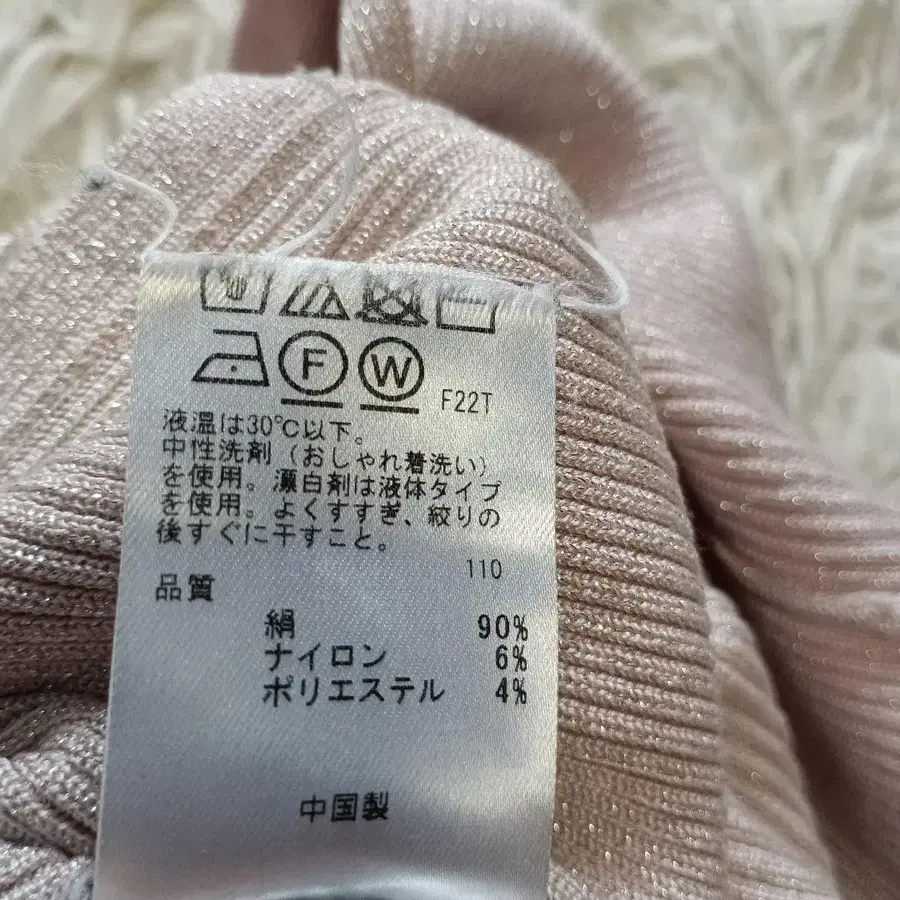 F W F22T
液温は30℃以下。
中性洗剤(おしゃれ着洗い)
を使用。漂白剤は液体タイプ
を使用。よくすすぎ、絞りの
後すぐに干すこと。
110
品質
絹 90%
ナイロン 6%
ポリエステル 4%
中国製